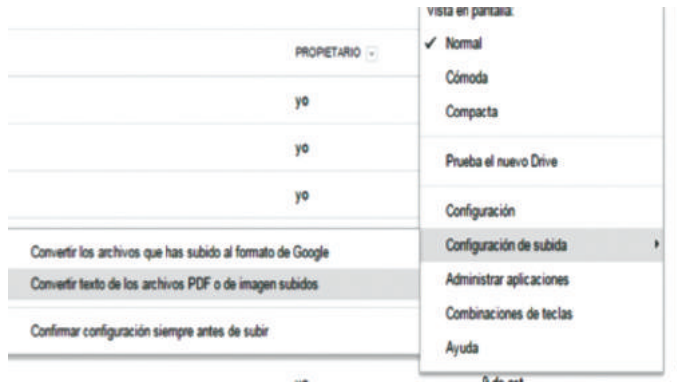 Vista en pantalla:
PROPIETARIO
✓ Normal
Cómoda
yo
Compacta
yo
Prueba el nuevo Drive
yo
Configuración
Configuración de subida
Convertir los archivos que has subido al formato de Google
Convertir texto de los archivos PDF o de imagen subidos
Administrar aplicaciones
Combinaciones de teclas
Confirmar configuración siempre antes de subir
Ayuda